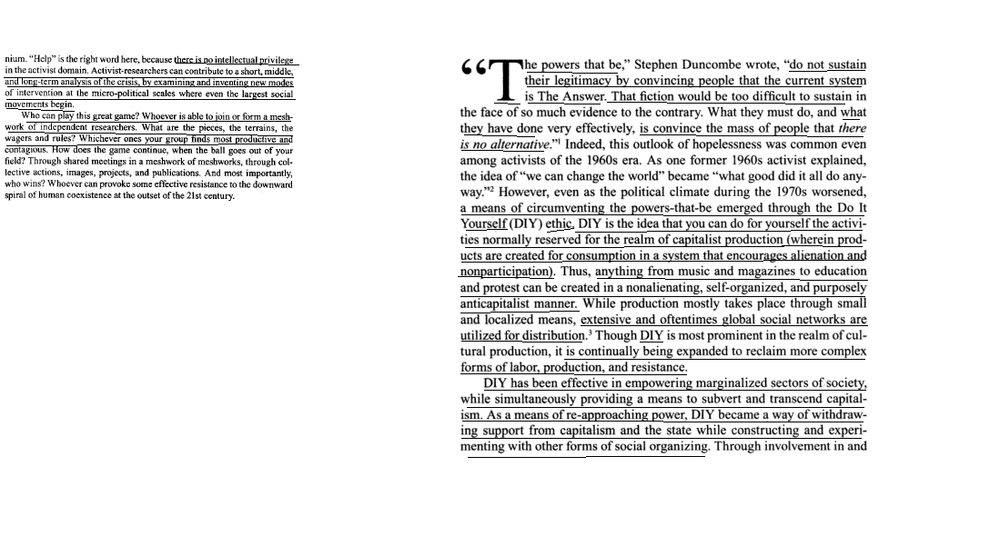 nium. “Help” is the right word here, because there is no intellectual privilege
in the activist domain. Activist-researchers can contribute to a short, middle,
and long-term analysis of the crisis, by examining and inventing new modes
of intervention at the micro-political scales where even the largest social
movements begin.
Who can play this great game? Whoever is able to join or form a mesh-
work of independent researchers. What are the pieces, the terrains, the
wagers and rules? Whichever ones your group finds most productive and
contagious. How does the game continue, when the ball goes out of your
field? Through shared meetings in a meshwork of meshworks, through col-
lective actions, images, projects, and publications. And most importantly,
who wins? Whoever can provoke some effective resistance to the downward
spiral of human coexistence at the outset of the 21st century.
“The powers that be,” Stephen Duncombe wrote, “do not sustain
their legitimacy by convincing people that the current system
is The Answer. That fiction would be too difficult to sustain in
the face of so much evidence to the contrary. What they must do, and what
they have done very effectively, is convince the mass of people that there
is no alternative.”1 Indeed, this outlook of hopelessness was common even
among activists of the 1960s era. As one former 1960s activist explained,
the idea of “we can change the world” became “what good did it all do any-
way.”2 However, even as the political climate during the 1970s worsened,
a means of circumventing the powers-that-be emerged through the Do It
Yourself (DIY) ethic. DIY is the idea that you can do for yourself the activi-
ties normally reserved for the realm of capitalist production (wherein prod-
ucts are created for consumption in a system that encourages alienation and
nonparticipation). Thus, anything from music and magazines to education
and protest can be created in a nonalienating, self-organized, and purposely
anticapitalist manner. While production mostly takes place through small
and localized means, extensive and oftentimes global social networks are
utilized for distribution.3 Though DIY is most prominent in the realm of cul-
tural production, it is continually being expanded to reclaim more complex
forms of labor, production, and resistance.
DIY has been effective in empowering marginalized sectors of society,
while simultaneously providing a means to subvert and transcend capital-
ism. As a means of re-approaching power, DIY became a way of withdraw-
ing support from capitalism and the state while constructing and experi-
menting with other forms of social organizing. Through involvement in and